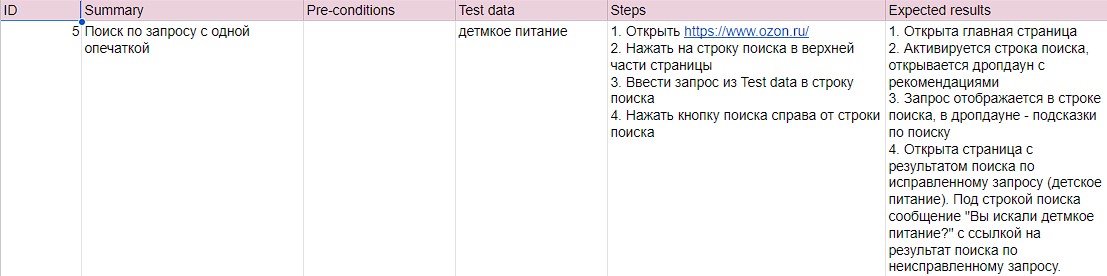 ID
Summary
Pre-conditions
Test data
Steps
Expected results
5
Поиск по запросу с одной
опечаткой
детмкое питание
1. Открыть https://www.ozon.ru/
2. Нажать на строку поиска в верхней
части страницы
3. Ввести запрос из Test data в строку
поиска
4. Нажать кнопку поиска справа от строки
поиска
1. Открыта главная страница
2. Активируется строка поиска,
открывается дропдаун с
рекомендациями
3. Запрос отображается в строке
поиска, в дропдауне - подсказки
по поиску
4. Открыта страница с
результатом поиска по
исправленному запросу (детское
питание). Под строкой поиска
сообщение "Вы искали детмкое
питание?" с ссылкой на
результат поиска по
неисправленному запросу.